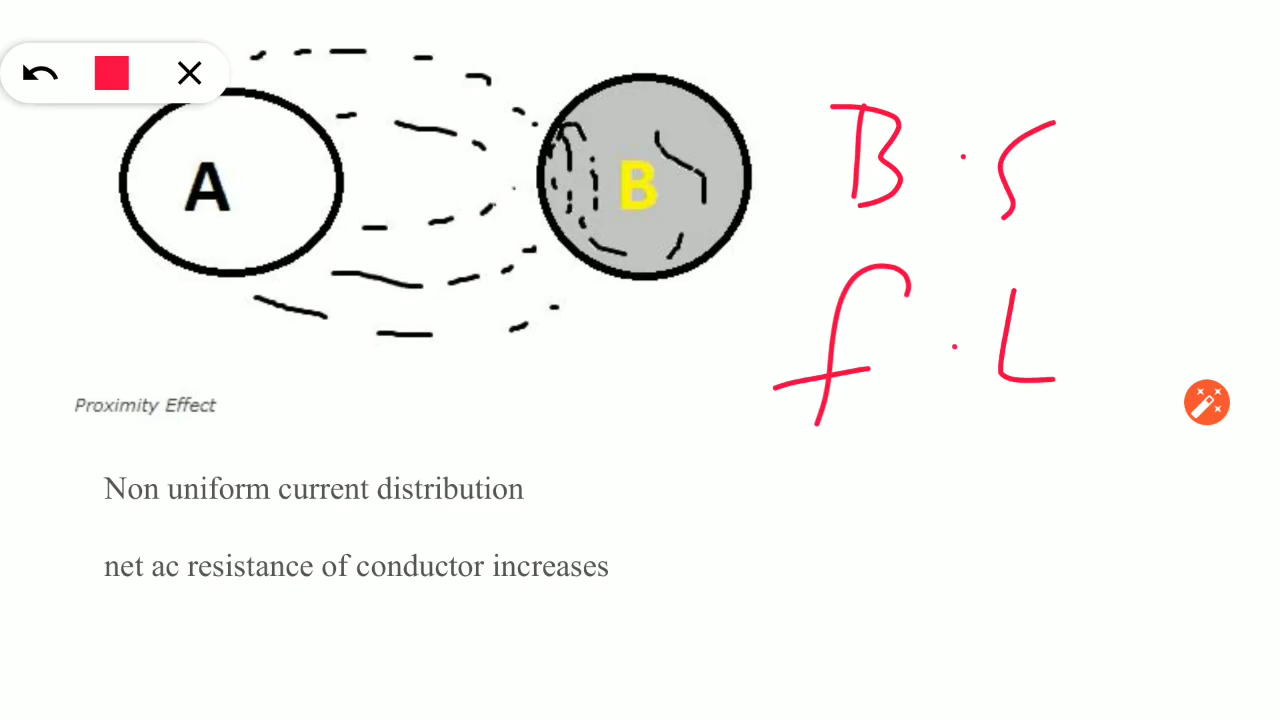 A B
B . S
f . L
Proximity Effect
Non uniform current distribution
net ac resistance of conductor increases